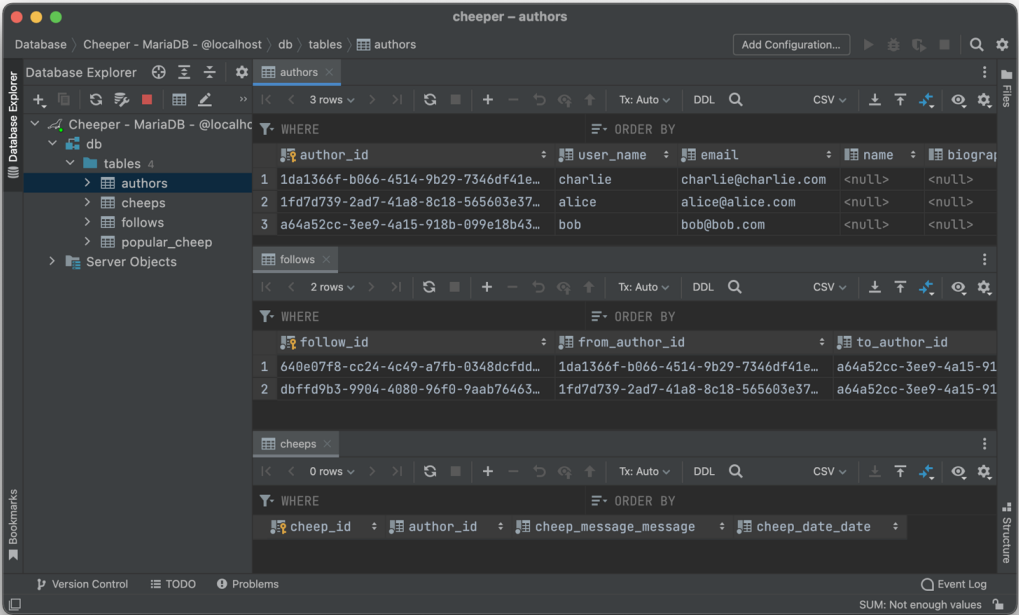 cheeper – authors
Database Cheeper - MariaDB - @localhost db tables authors
Add Configuration...
Database Explorer
Database Explorer
Cheeper - MariaDB - @localho
db
tables 4
authors
cheeps
follows
popular_cheep
Server Objects
authors
3 rows Tx: Auto DDL CSV
WHERE ORDER BY
author_id user_name email name biograp
1 1da1366f-b066-4514-9b29-7346df41e… charlie charlie@charlie.com <null> <null>
2 1fd7d739-2ad7-41a8-8c18-565603e37… alice alice@alice.com <null> <null>
3 a64a52cc-3ee9-4a15-918b-099e18b43… bob bob@bob.com <null> <null>
follows
2 rows Tx: Auto DDL CSV
WHERE ORDER BY
follow_id from_author_id to_author_id
1 640e07f8-cc24-4c49-a7fb-0348dcfdd… 1da1366f-b066-4514-9b29-7346df41e… a64a52cc-3ee9-4a15-91
2 dbffd9b3-9904-4080-96f0-9aab76463… 1fd7d739-2ad7-41a8-8c18-565603e37… a64a52cc-3ee9-4a15-91
cheeps
0 rows Tx: Auto DDL CSV
WHERE ORDER BY
cheep_id author_id cheep_message_message cheep_date_date
Files
Bookmarks
Structure
Version Control TODO Problems Event Log
SUM: Not enough values